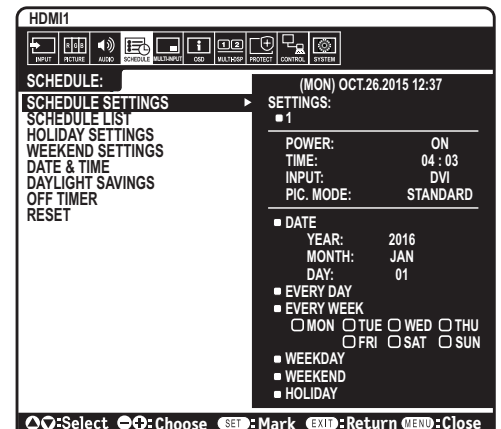 HDMI1
INPUT RGB PICTURE AUDIO SCHEDULE MULTI-INPUT OSD 1 2 MULTI-DSP PROTECT CONTROL SYSTEM
SCHEDULE:
SCHEDULE SETTINGS
SCHEDULE LIST
HOLIDAY SETTINGS
WEEKEND SETTINGS
DATE & TIME
DAYLIGHT SAVINGS
OFF TIMER
RESET
(MON) OCT.26.2015 12:37
SETTINGS:
1
POWER: ON
TIME: 04 : 03
INPUT: DVI
PIC. MODE: STANDARD
DATE
YEAR: 2016
MONTH: JAN
DAY: 01
EVERY DAY
EVERY WEEK
MON TUE WED THU
FRI SAT SUN
WEEKDAY
WEEKEND
HOLIDAY
:Select :Choose SET :Mark EXIT :Return MENU :Close